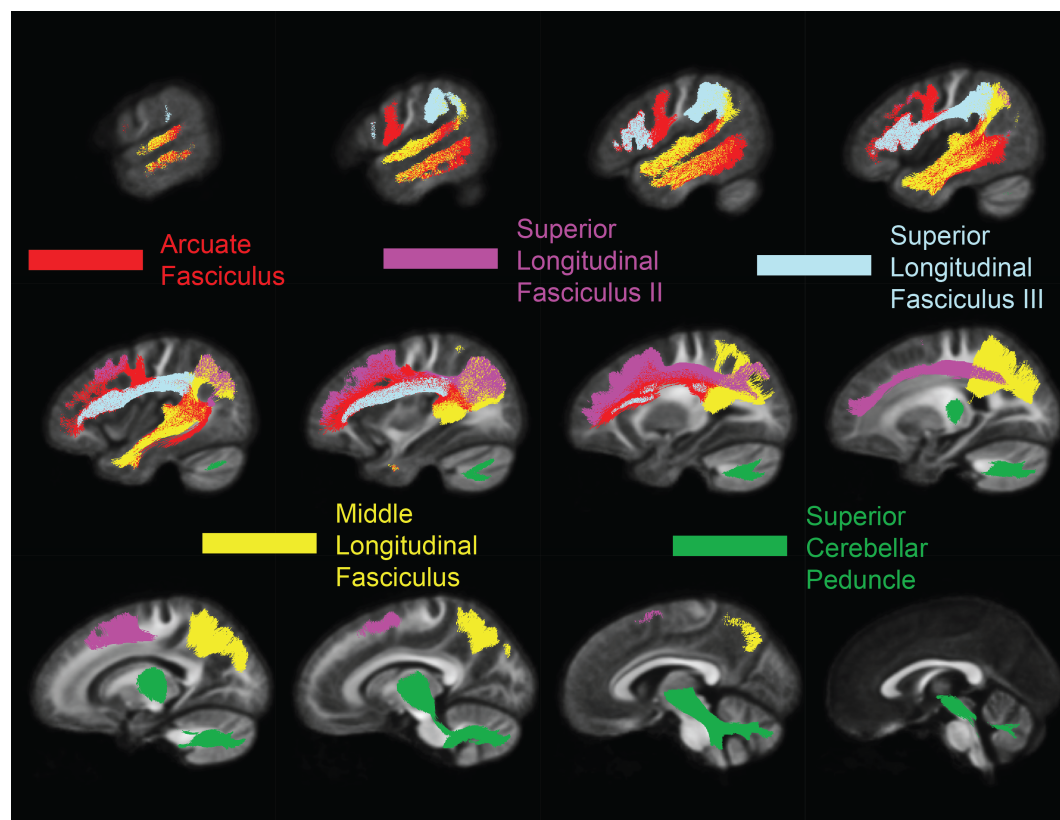 Arcuate
Fasciculus
Superior
Longitudinal
Fasciculus II
Superior
Longitudinal
Fasciculus III
Middle
Longitudinal
Fasciculus
Superior
Cerebellar
Peduncle